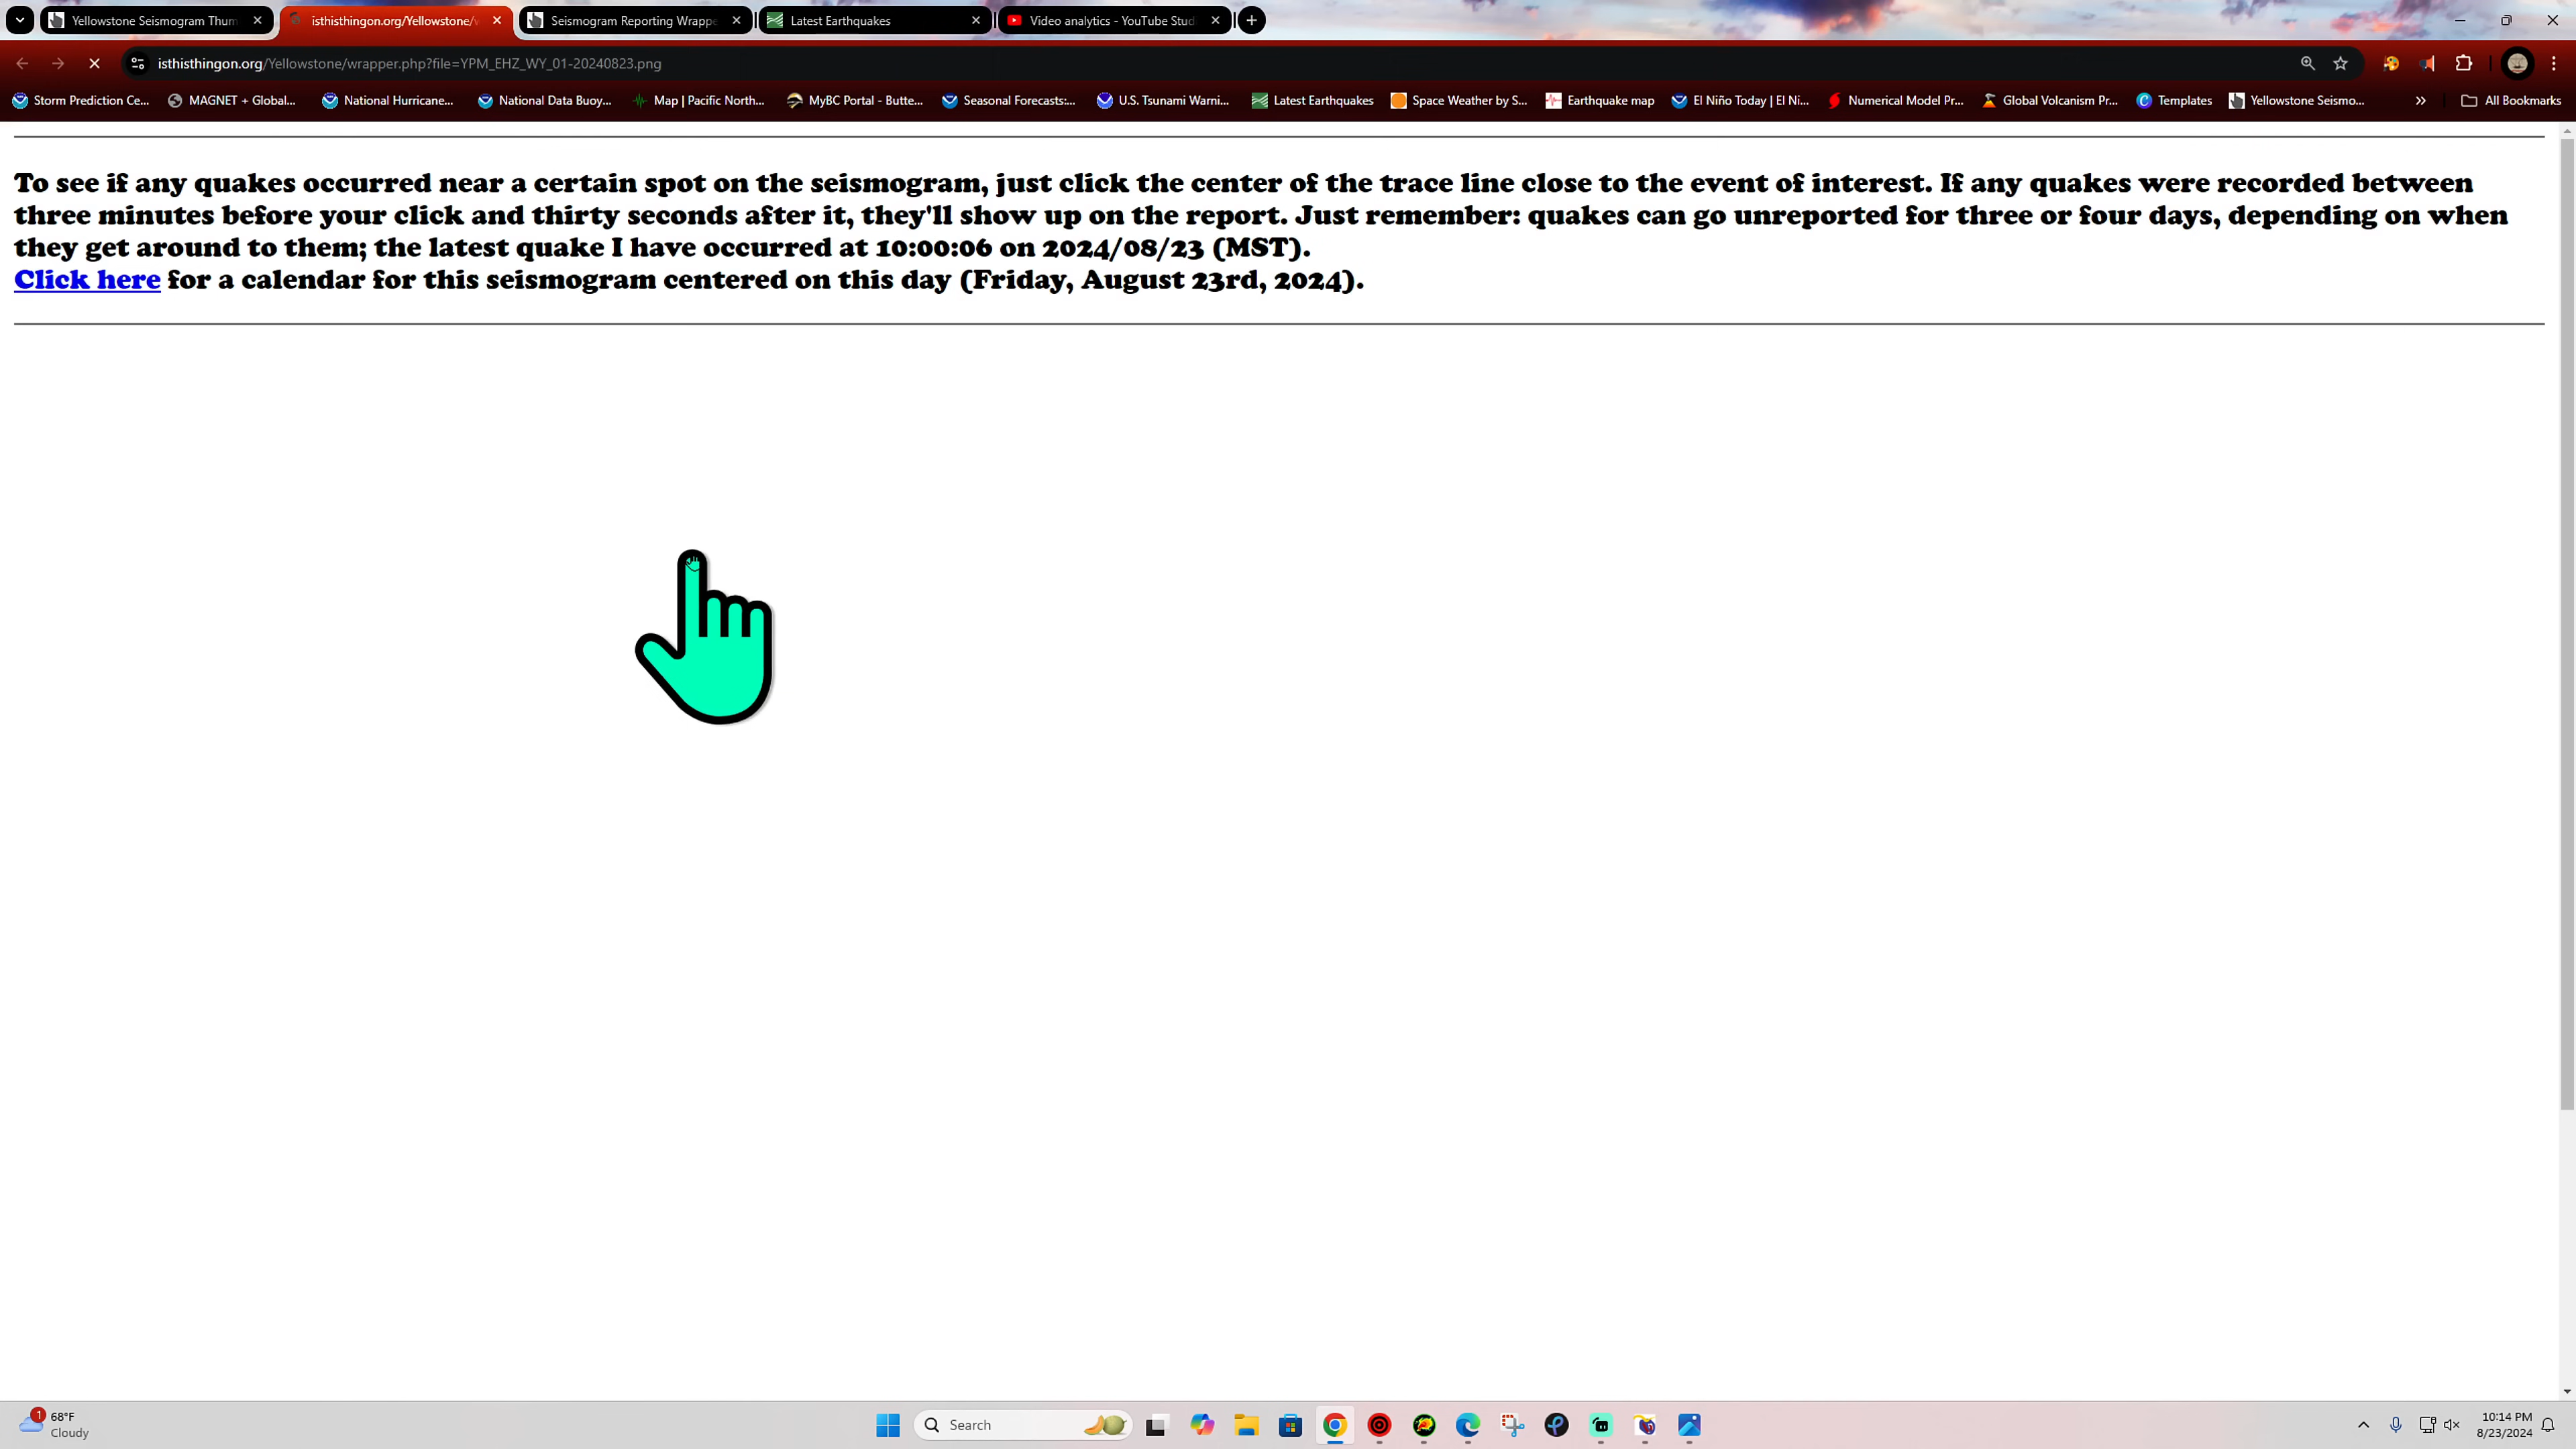 Yellowstone Seismogram Thum
isthisthingon.org/Yellowstone/w
Seismogram Reporting Wrappe
Latest Earthquakes
Video analytics - YouTube Stud
isthisthingon.org/Yellowstone/wrapper.php?file=YPM_EHZ_WY_01-20240823.png
Storm Prediction Ce... MAGNET + Global... National Hurricane... National Data Buoy... Map | Pacific North... MyBC Portal - Butte... Seasonal Forecasts:... U.S. Tsunami Warni... Latest Earthquakes Space Weather by S... Earthquake map El Niño Today | El Ni... Numerical Model Pr... Global Volcanism Pr... Templates Yellowstone Seismo... » All Bookmarks
To see if any quakes occurred near a certain spot on the seismogram, just click the center of the trace line close to the event of interest. If any quakes were recorded between
three minutes before your click and thirty seconds after it, they'll show up on the report. Just remember: quakes can go unreported for three or four days, depending on when
they get around to them; the latest quake I have occurred at 10:00:06 on 2024/08/23 (MST).
Click here for a calendar for this seismogram centered on this day (Friday, August 23rd, 2024).
1
68°F
Cloudy
Search
10:14 PM
8/23/2024